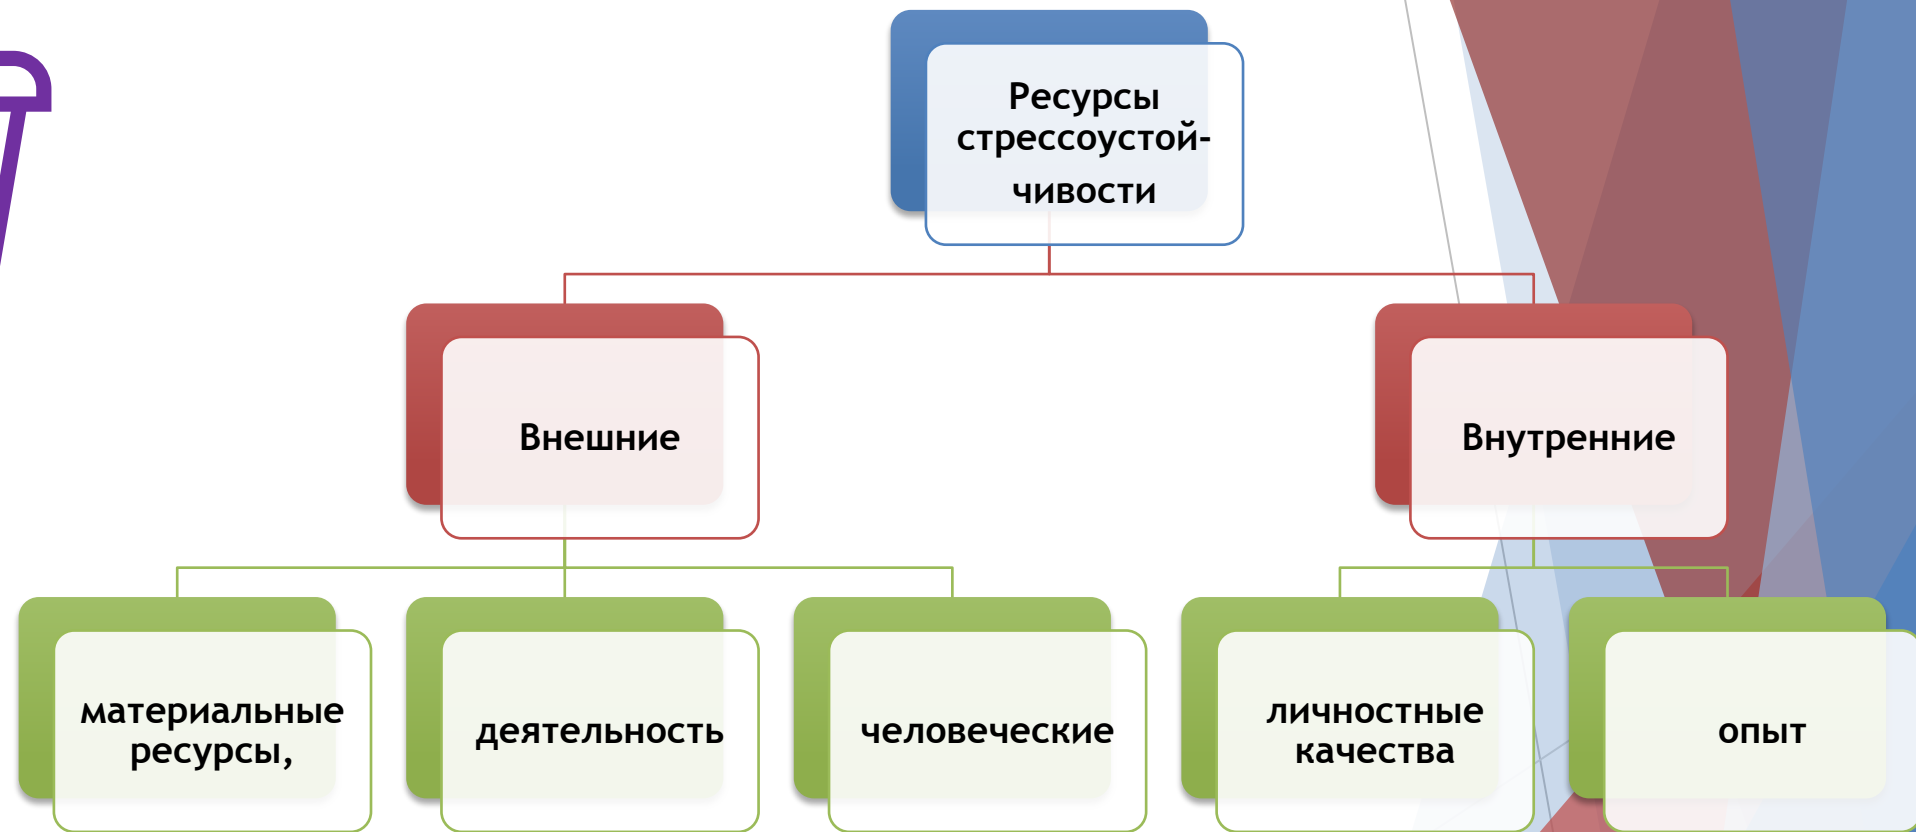 Ресурсы
стрессоустой-
чивости
Внешние
Внутренние
материальные
ресурсы,
деятельность
человеческие
личностные
качества
опыт